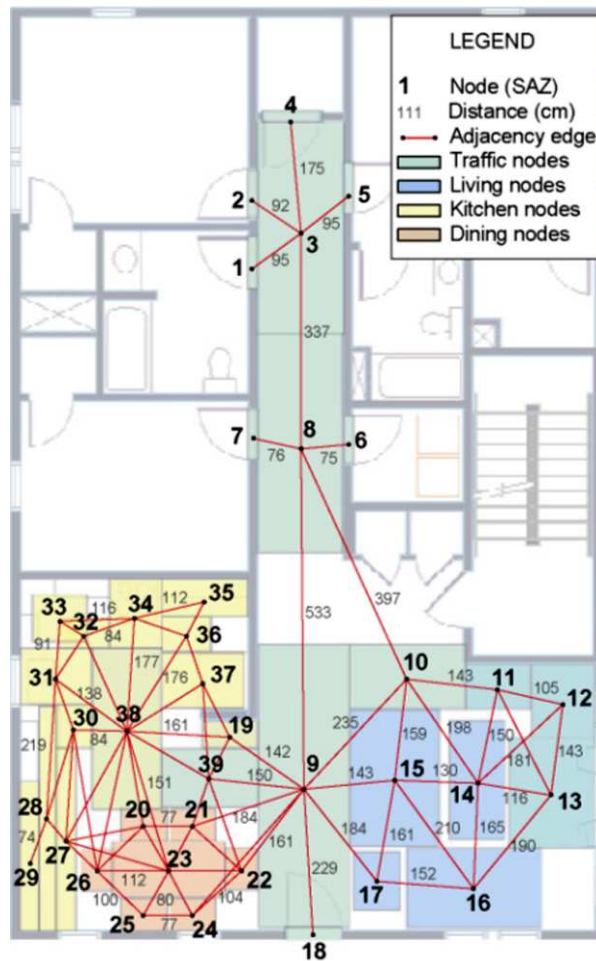 LEGEND
1 Node (SAZ)
111 Distance (cm)
Adjacency edge
Traffic nodes
Living nodes
Kitchen nodes
Dining nodes
4
175
2 92 95 5
3
1 95
337
7 8 6
76 75
533 397
33 116 34 112 35
32 84 36
91 177
31 138 176 37 10 143 11 105 12
30 38 161 19 235 159 198 150 181 143
84 142
219 39 150 9 143 15 130 14 116 13
151
28 20 77 21 184 184 161 210 165 190
74 27 161
29 26 112 23 22 229 17 152 16
100 80 104
25 77 24
18